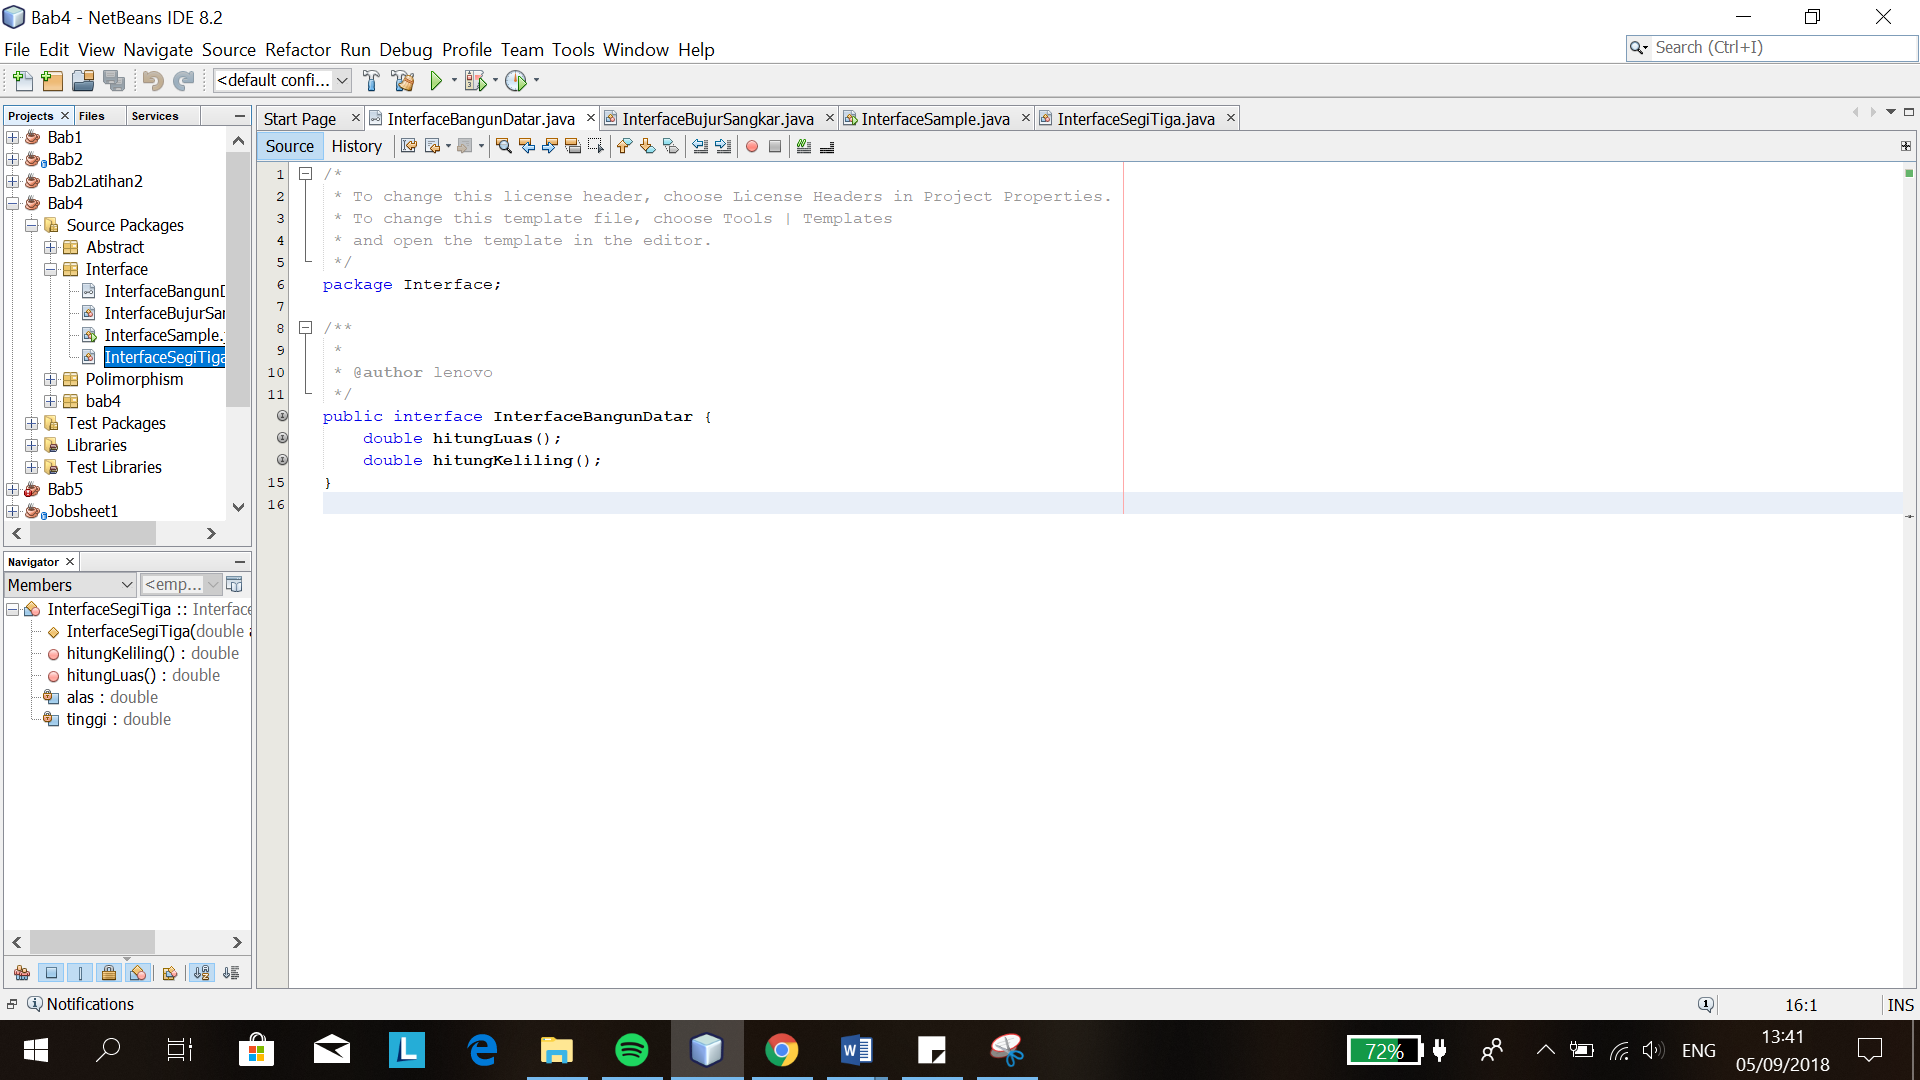 Bab4 - NetBeans IDE 8.2
File Edit View Navigate Source Refactor Run Debug Profile Team Tools Window Help
Search (Ctrl+I)
<default confi...
Projects Files Services
Bab1
Bab2
Bab2Latihan2
Bab4
Source Packages
Abstract
Interface
InterfaceBangunD
InterfaceBujurSan
InterfaceSample.j
InterfaceSegiTiga
Polimorphism
bab4
Test Packages
Libraries
Test Libraries
Bab5
Jobsheet1
Navigator
Members <emp...
InterfaceSegiTiga :: Interface
InterfaceSegiTiga(double a
hitungKeliling() : double
hitungLuas() : double
alas : double
tinggi : double
Start Page InterfaceBangunDatar.java InterfaceBujurSangkar.java InterfaceSample.java InterfaceSegiTiga.java
Source History
1 /*
2 * To change this license header, choose License Headers in Project Properties.
3 * To change this template file, choose Tools | Templates
4 * and open the template in the editor.
5 */
6 package Interface;
7
8 /**
9 *
10 * @author lenovo
11 */
public interface InterfaceBangunDatar {
double hitungLuas();
double hitungKeliling();
15 }
16
Notifications
16:1 INS
72%
ENG
13:41
05/09/2018